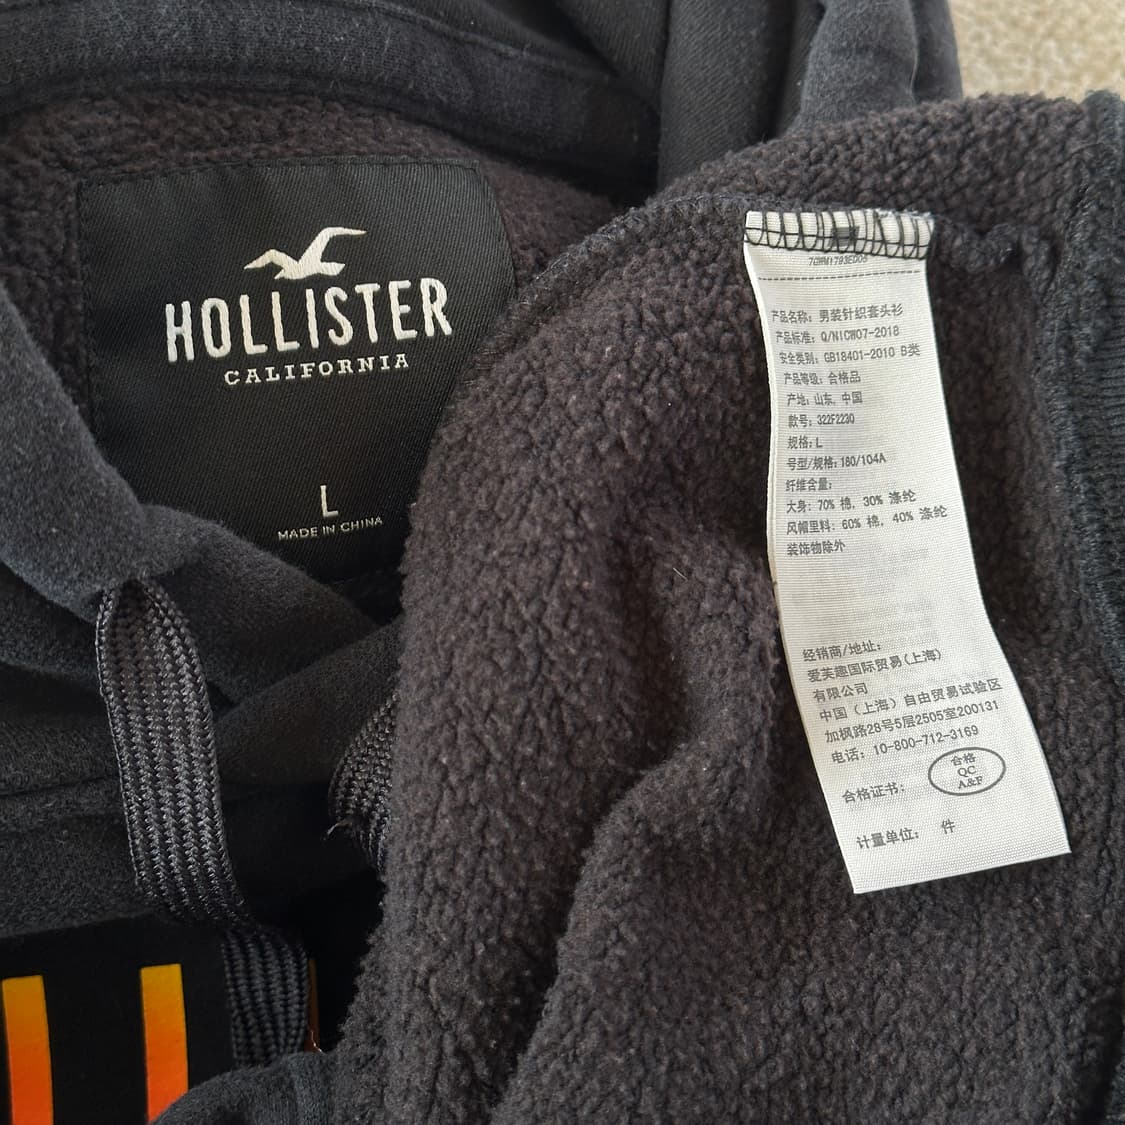 HOLLISTER
CALIFORNIA
L
MADE IN CHINA
产品名称: 男装针织套头衫
产品标准: Q/NICW07-2018
安全类别: GB18401-2010 B类
产品等级: 合格品
产地: 山东, 中国
款号: 322F2230
规格: L
号型/规格: 180/104A
纤维含量:
大身: 70% 棉, 30% 涤纶
风帽里料: 60% 棉, 40% 涤纶
装饰物除外
经销商/地址:
爱芙趣国际贸易(上海)
有限公司
中国(上海)自由贸易试验区
加枫路28号5层2505室200131
电话: 10-800-712-3169
合格证书:
合格
QC
A&F
计量单位: 件